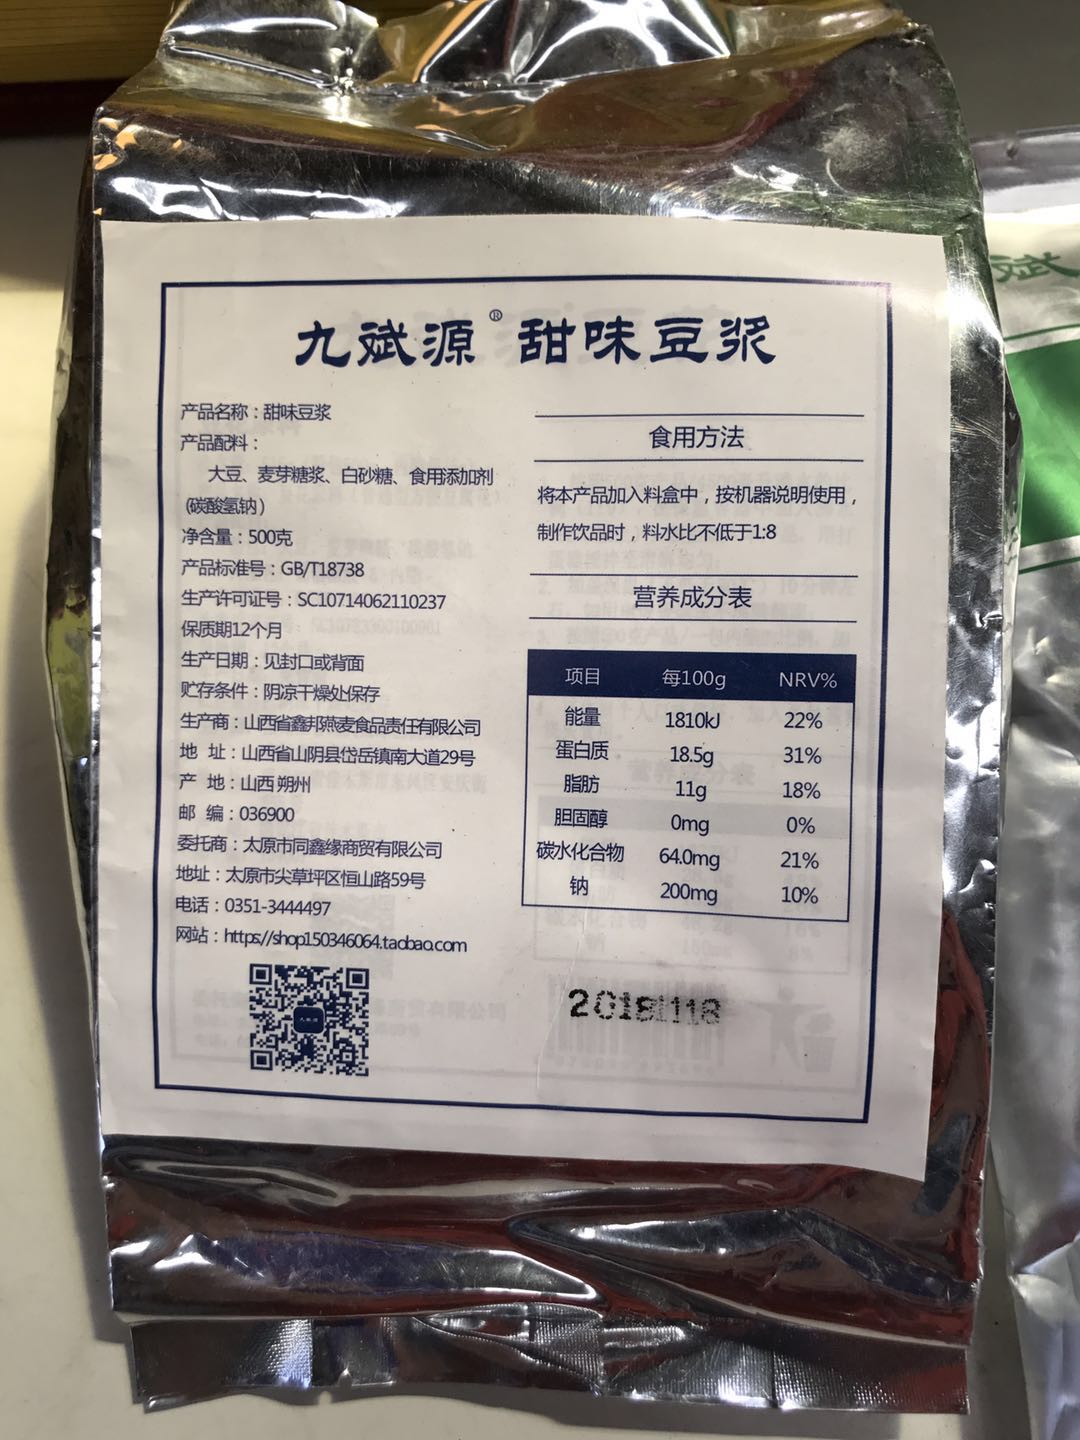 九斌源® 甜味豆浆
产品名称：甜味豆浆
产品配料：
大豆、麦芽糖浆、白砂糖、食用添加剂
(碳酸氢钠)
净含量：500克
产品标准号：GB/T18738
生产许可证号：SC10714062110237
保质期12个月
生产日期：见封口或背面
贮存条件：阴凉干燥处保存
生产商：山西省鑫邦燕麦食品责任有限公司
地 址：山西省山阴县岱岳镇南大道29号
产 地：山西 朔州
邮 编：036900
委托商：太原市同鑫缘商贸有限公司
地址：太原市尖草坪区恒山路59号
电话：0351-3444497
网站：https://shop150346064.taobao.com
食用方法
将本产品加入料盒中，按机器说明使用，
制作饮品时，料水比不低于1:8
营养成分表
项目 每100g NRV%
能量 1810kJ 22%
蛋白质 18.5g 31%
脂肪 11g 18%
胆固醇 0mg 0%
碳水化合物 64.0mg 21%
钠 200mg 10%
20181118
斌